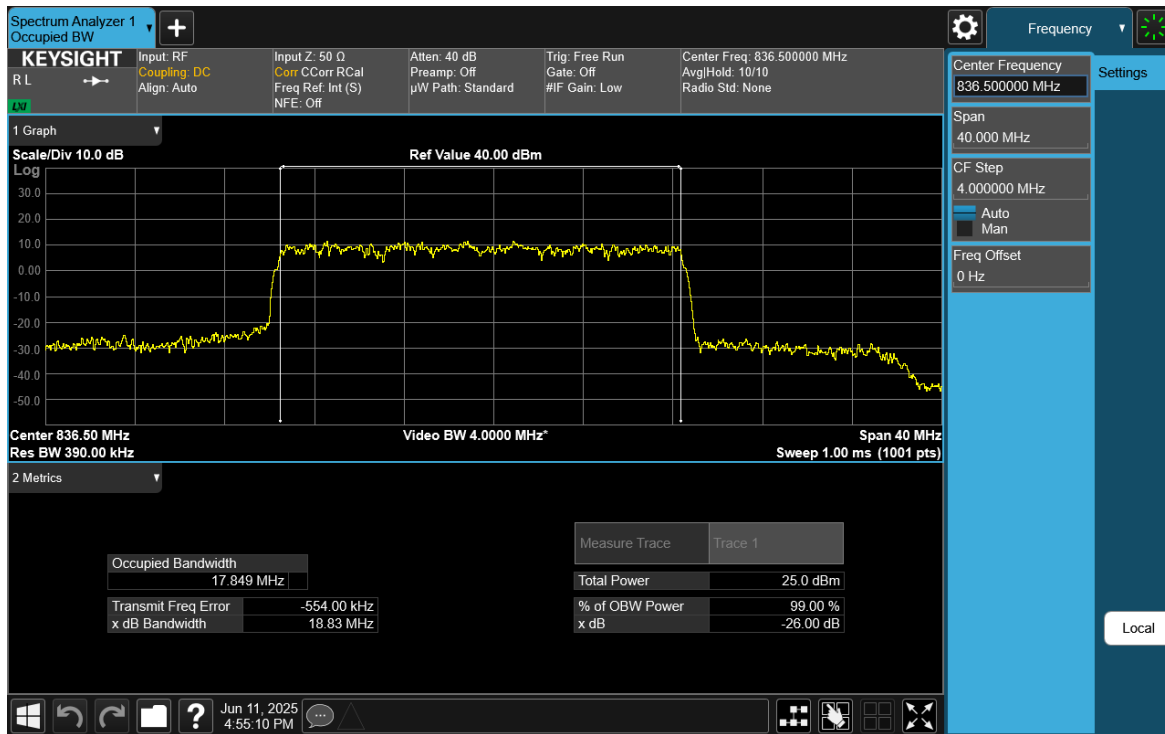 Spectrum Analyzer 1
Occupied BW
Frequency
KEYSIGHT
R L
LXI
Input: RF
Coupling: DC
Align: Auto
Input Z: 50 Ω
Corr CCorr RCal
Freq Ref: Int (S)
NFE: Off
Atten: 40 dB
Preamp: Off
µW Path: Standard
Trig: Free Run
Gate: Off
#IF Gain: Low
Center Freq: 836.500000 MHz
Avg|Hold: 10/10
Radio Std: None
Center Frequency
836.500000 MHz
Settings
Span
40.000 MHz
CF Step
4.000000 MHz
Auto
Man
Freq Offset
0 Hz
Local
1 Graph
Scale/Div 10.0 dB
Ref Value 40.00 dBm
Log
30.0
20.0
10.0
0.00
-10.0
-20.0
-30.0
-40.0
-50.0
Center 836.50 MHz
Video BW 4.0000 MHz*
Span 40 MHz
Res BW 390.00 kHz
Sweep 1.00 ms (1001 pts)
2 Metrics
Occupied Bandwidth
17.849 MHz
Transmit Freq Error -554.00 kHz
x dB Bandwidth 18.83 MHz
Measure Trace Trace 1
Total Power 25.0 dBm
% of OBW Power 99.00 %
x dB -26.00 dB
Jun 11, 2025
4:55:10 PM